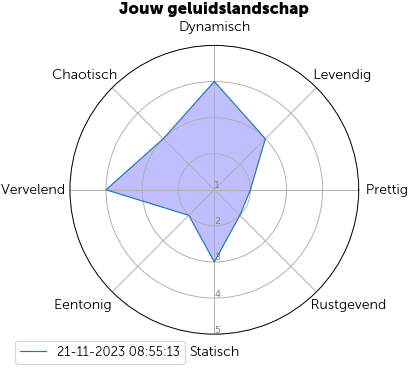 Jouw geluidslandschap
Dynamisch
Chaotisch
Levendig
Vervelend
1
Prettig
2
3
Eentonig
4
Rustgevend
5
21-11-2023 08:55:13
Statisch